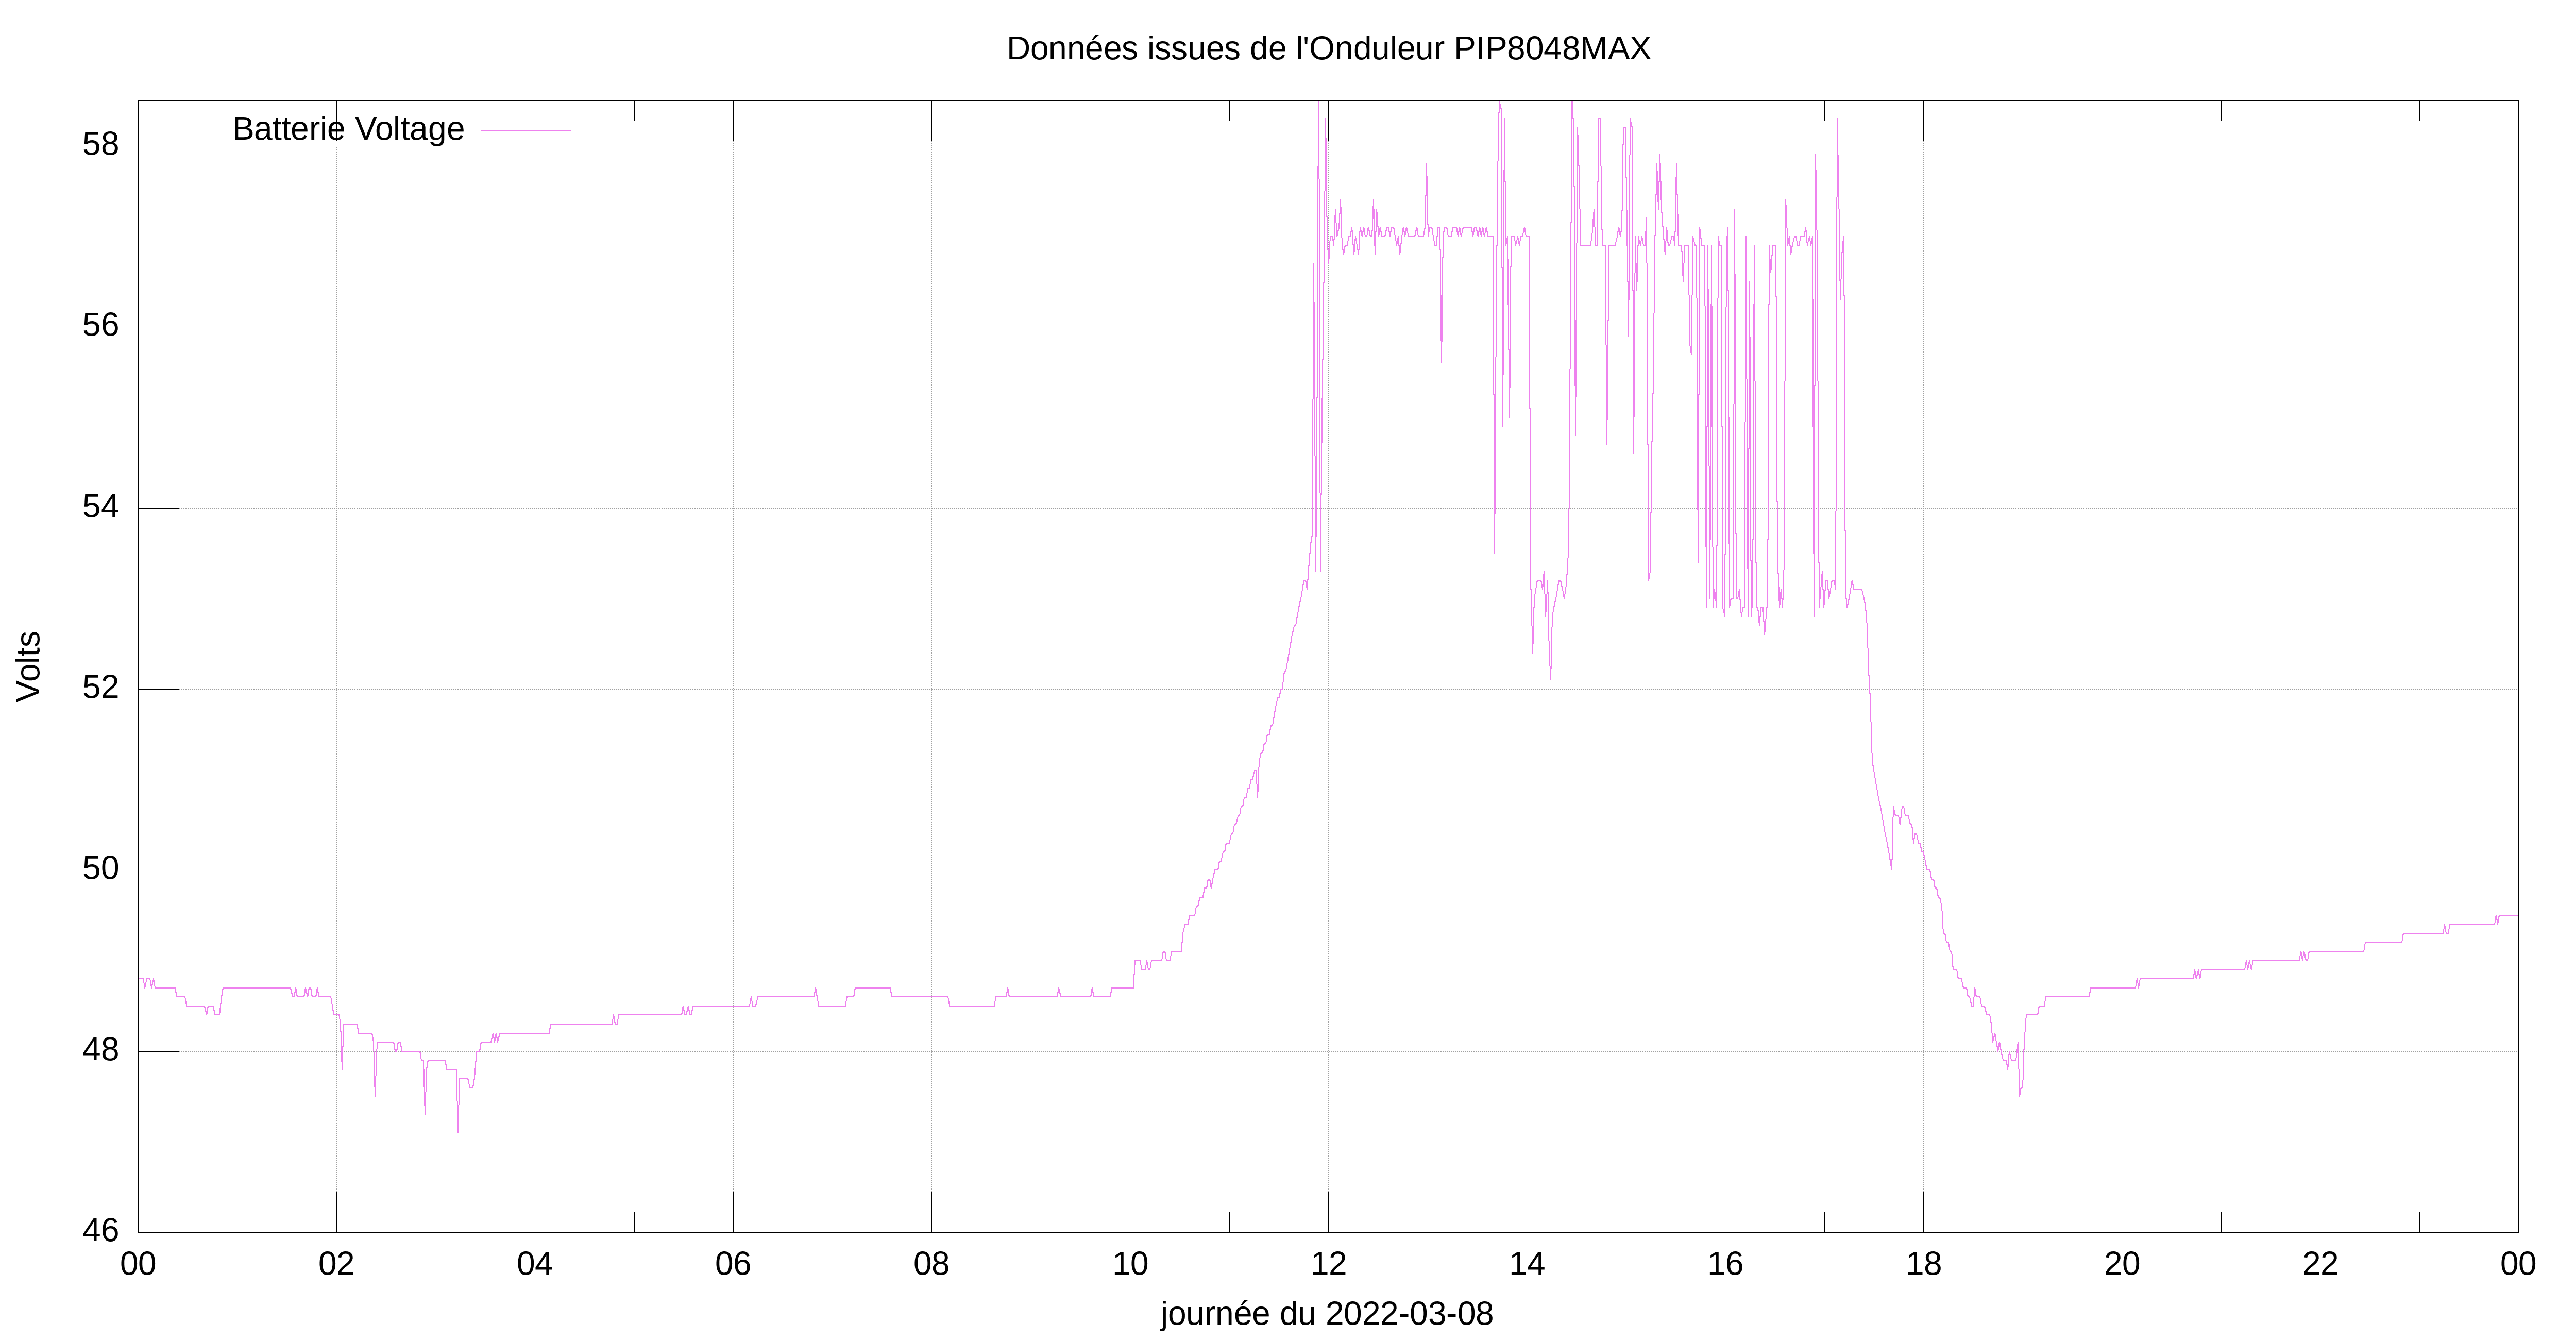 Données issues de l'Onduleur PIP8048MAX
Batterie Voltage
58
56
54
52
50
48
46
Volts
00 02 04 06 08 10 12 14 16 18 20 22 00
journée du 2022-03-08